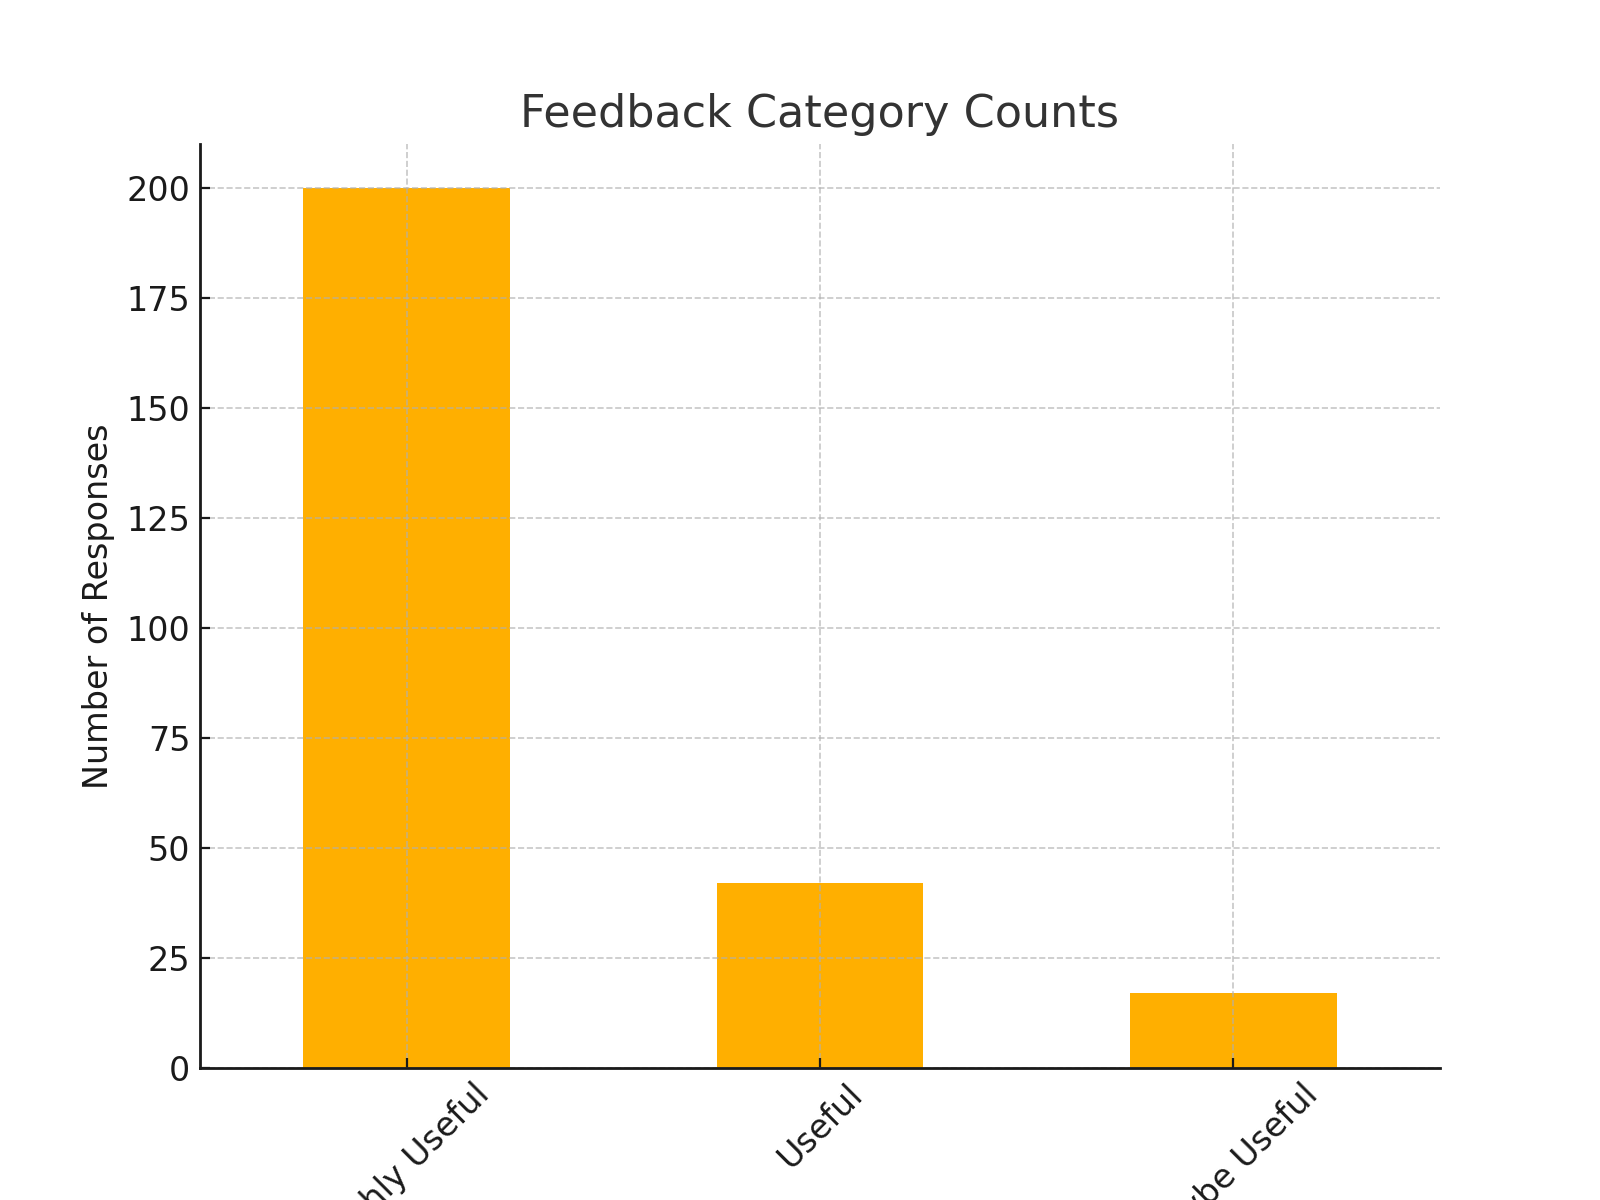 Feedback Category Counts
Number of Responses
200
175
150
125
100
75
50
25
0
hly Useful
Useful
be Useful